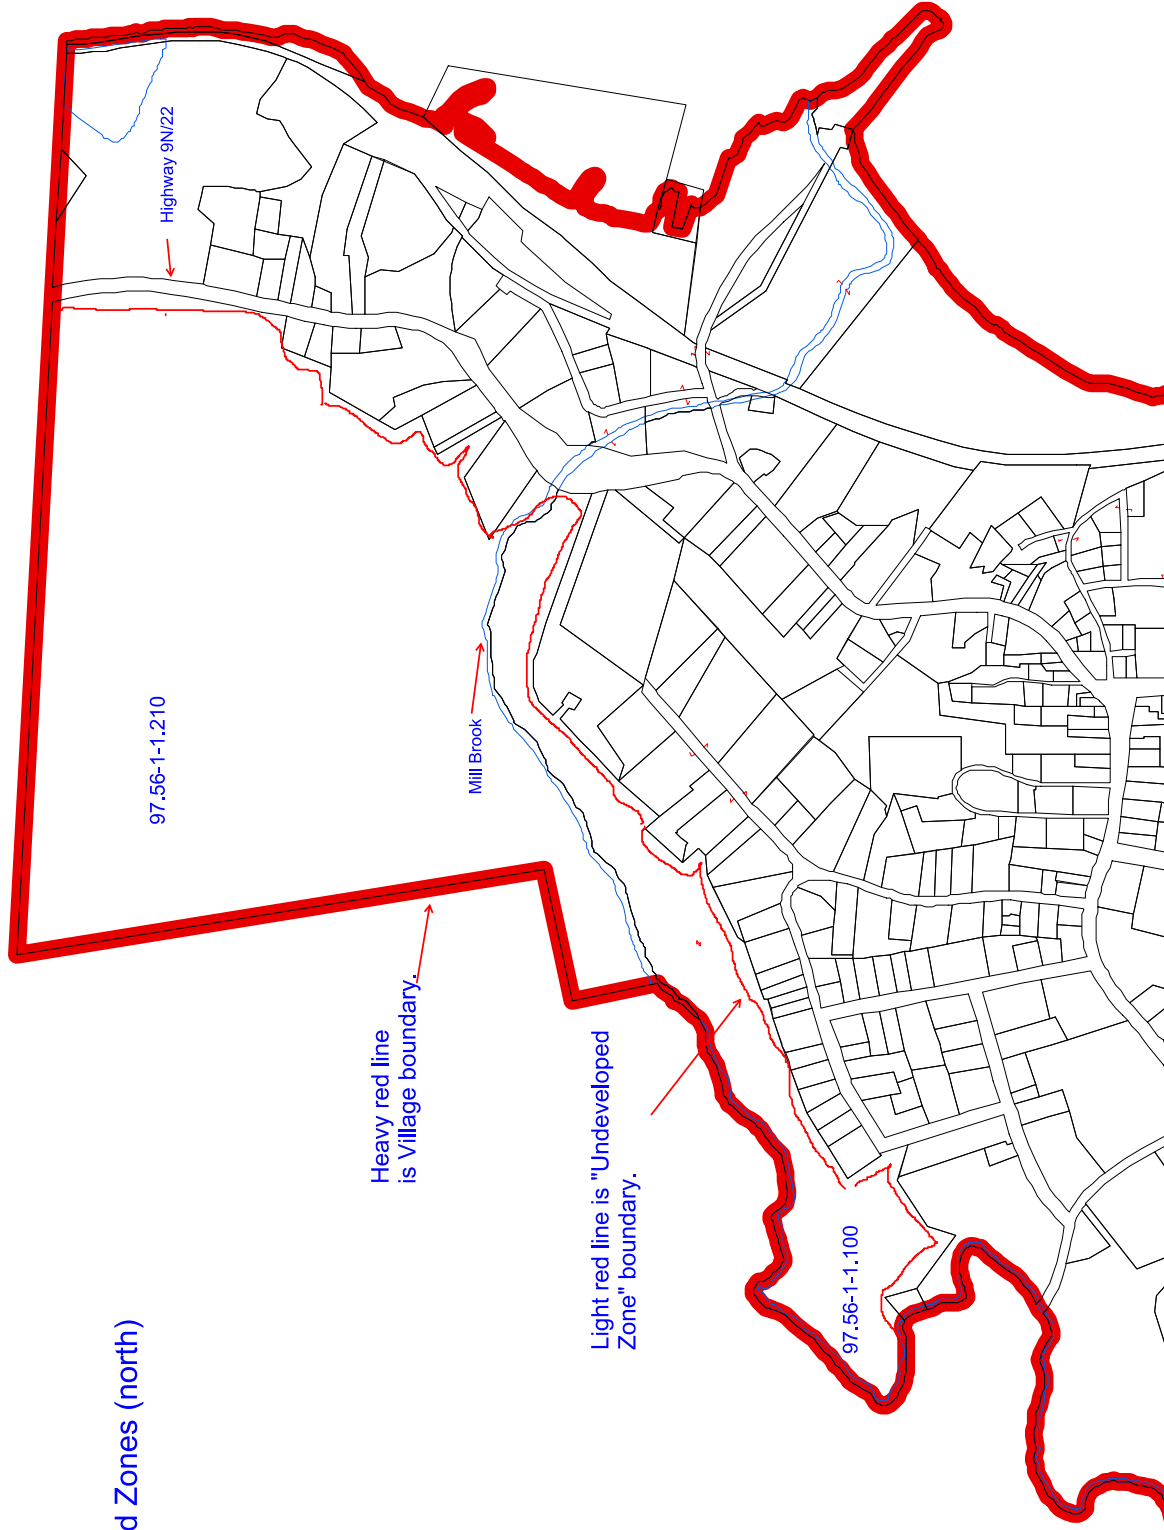 d Zones (north)
Heavy red line
is Village boundary.
Light red line is "Undeveloped
Zone" boundary.
97.56-1-1.100
97.56-1-1.210
Mill Brook
Highway 9N/22